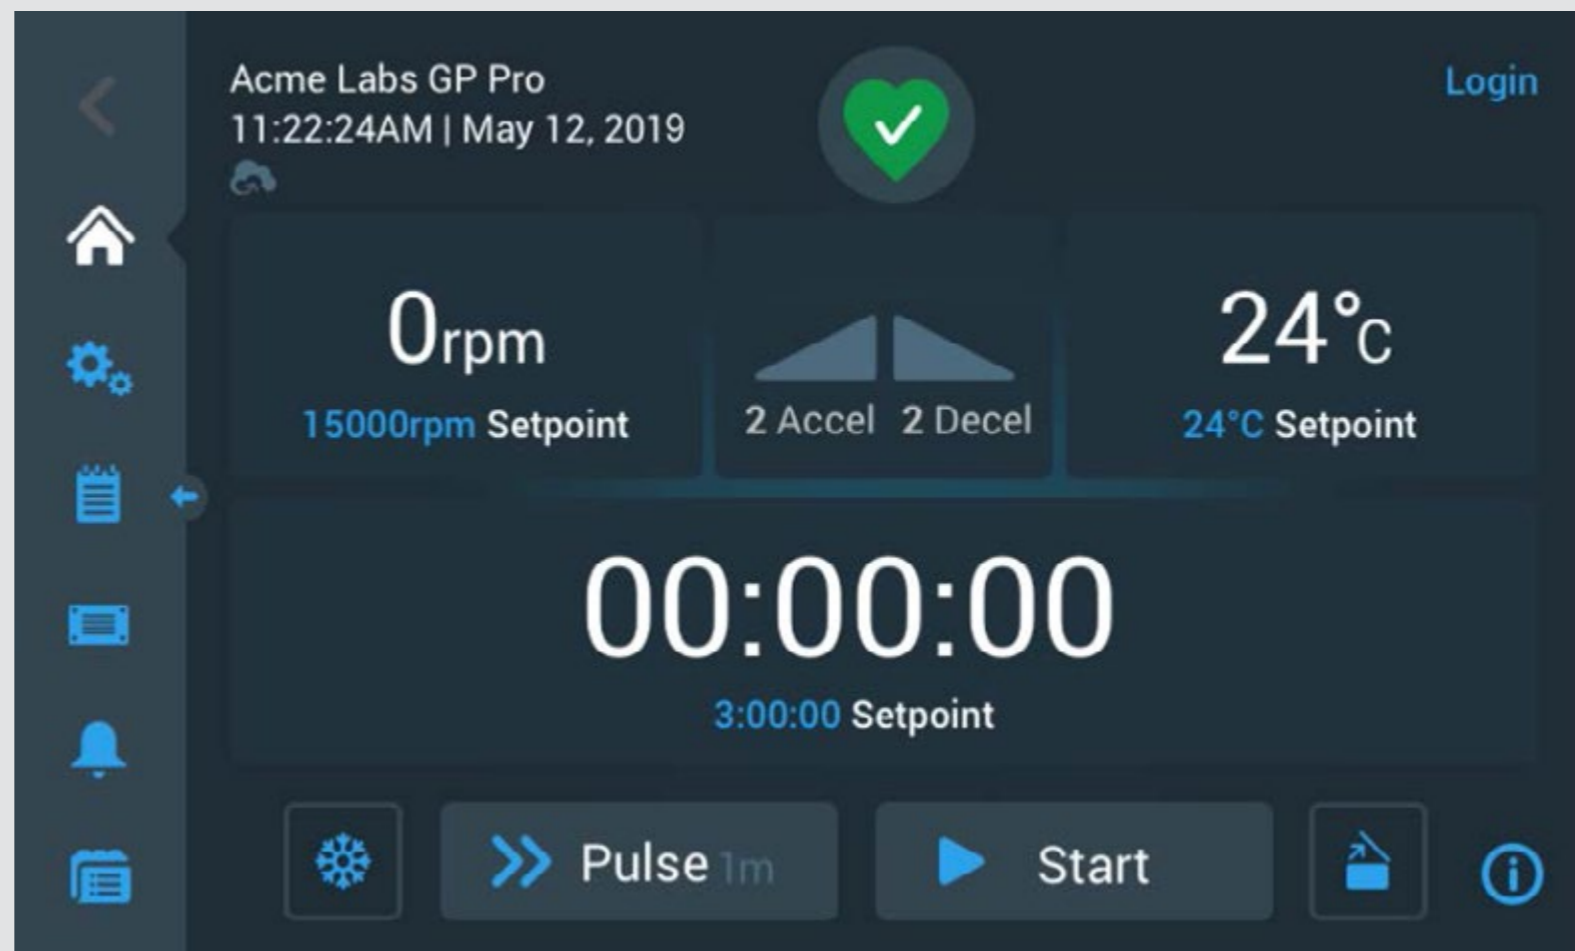 Acme Labs GP Pro
Login
11:22:24AM | May 12, 2019
0rpm
24°C
15000rpm Setpoint
2 Accel 2 Decel
24°C Setpoint
00:00:00
3:00:00 Setpoint
Pulse 1m
Start